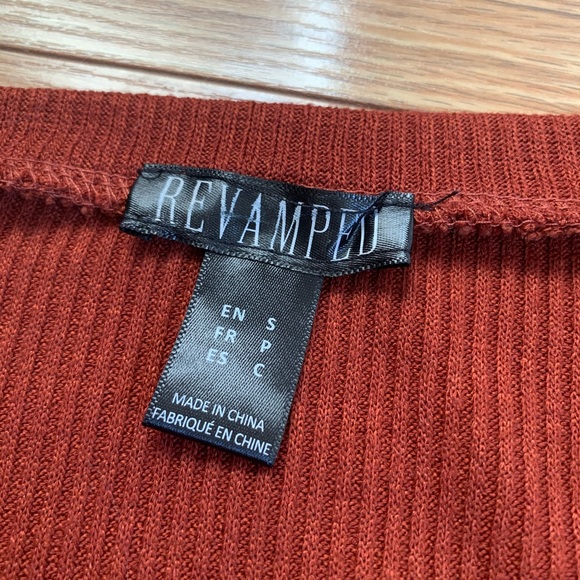 REVAMPED
EN S
FR P
ES C
MADE IN CHINA
FABRIQUÉ EN CHINE